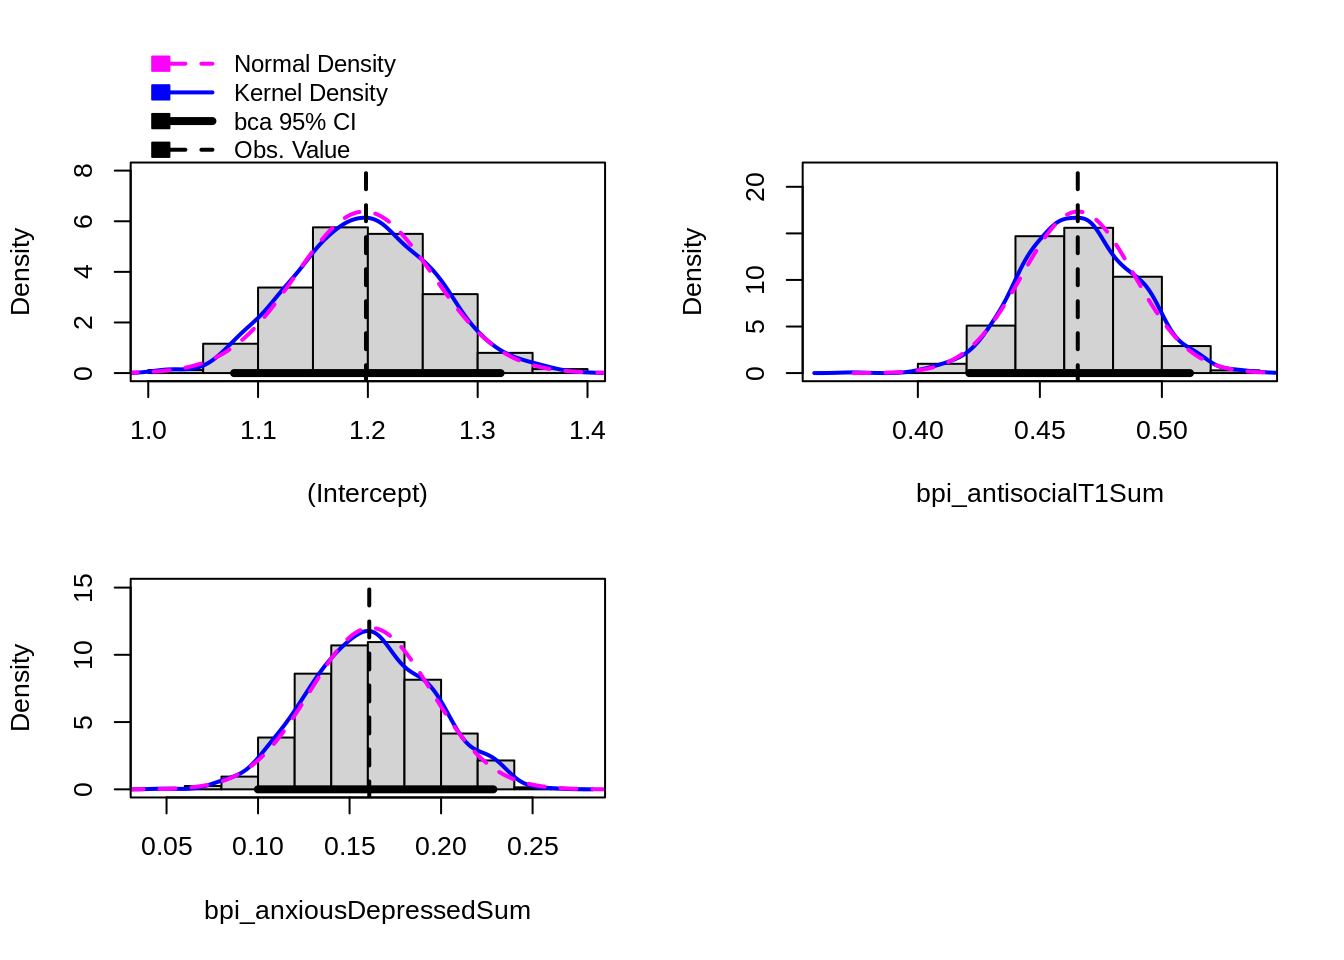 Normal Density
Kernel Density
bca 95% CI
Obs. Value
Density
8
6
4
2
0
1.0 1.1 1.2 1.3 1.4
(Intercept)
Density
20
10
5
0
0.40 0.45 0.50
bpi_antisocialT1Sum
Density
15
10
5
0
0.05 0.10 0.15 0.20 0.25
bpi_anxiousDepressedSum